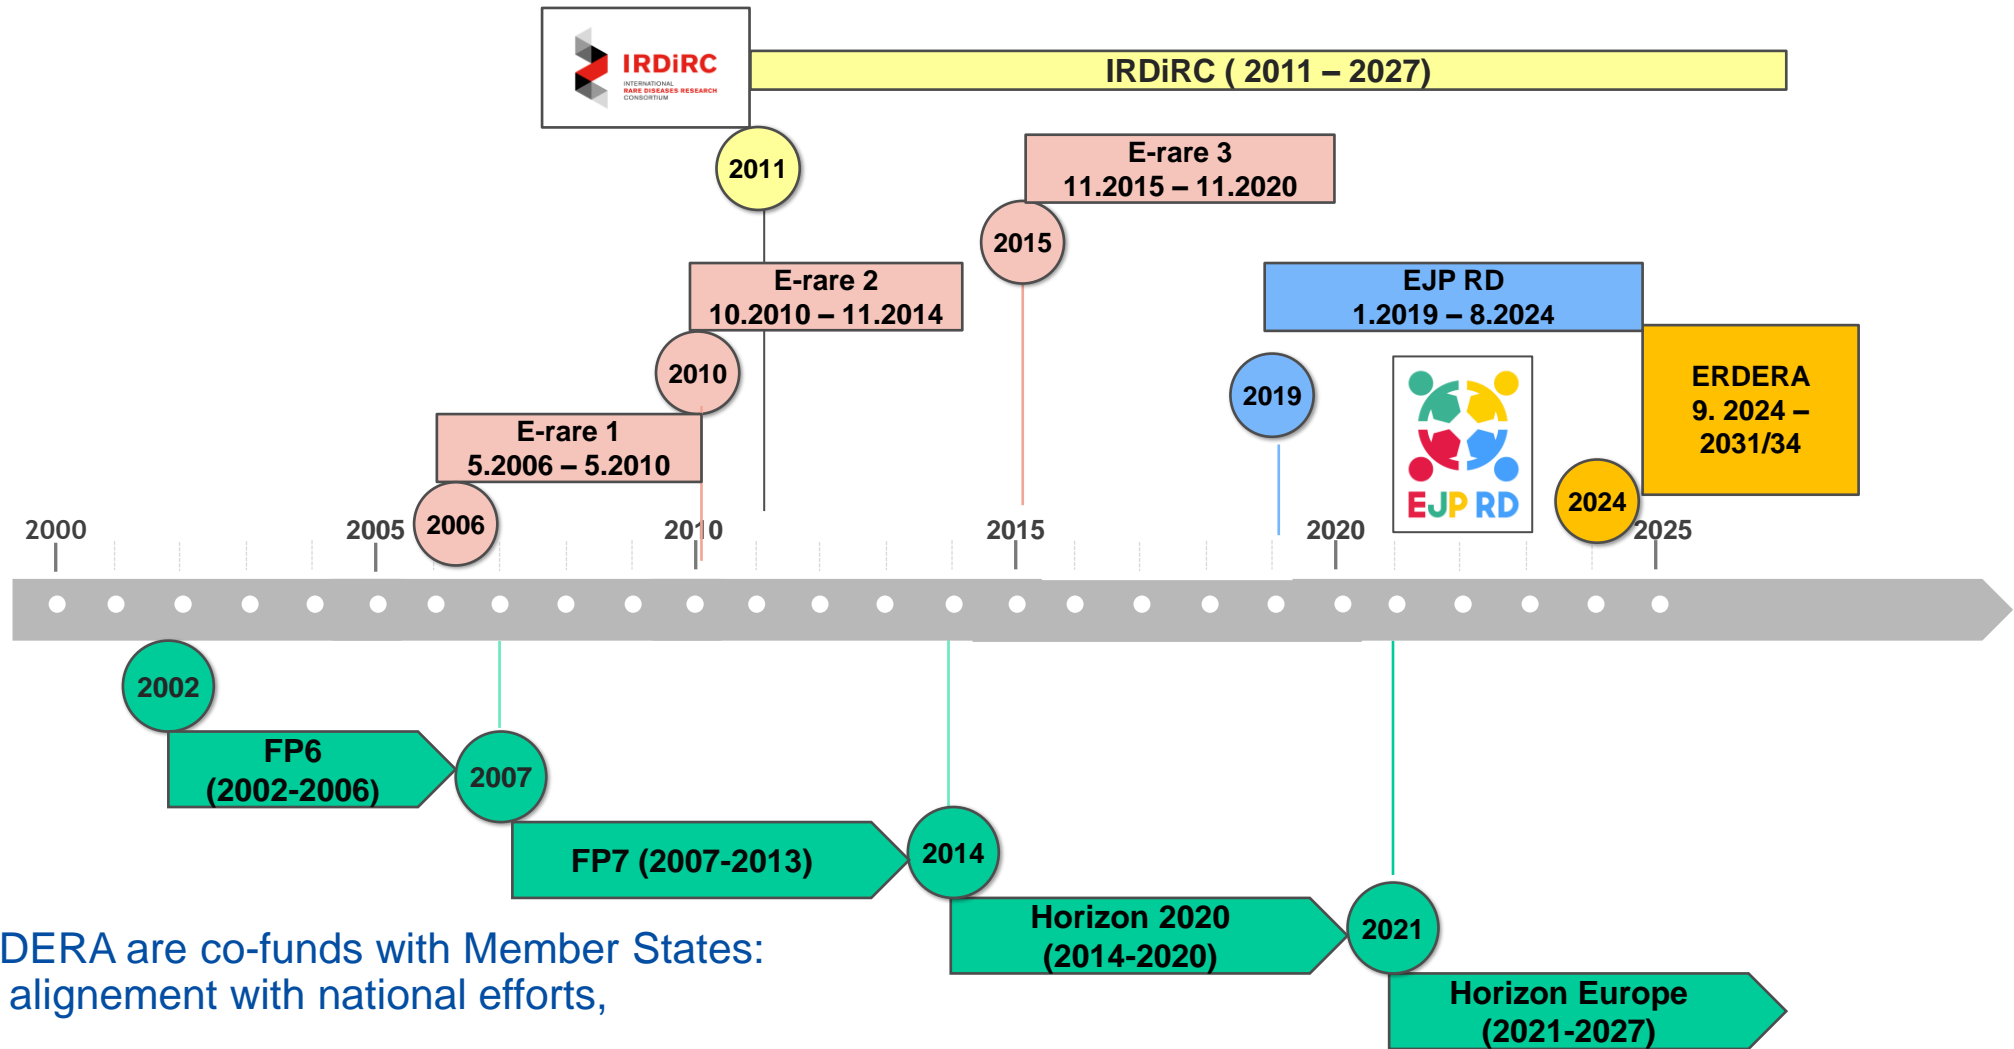 IRDiRC
INTERNATIONAL
RARE DISEASES RESEARCH
CONSORTIUM
IRDiRC ( 2011 – 2027)
2011
E-rare 3
11.2015 – 11.2020
2015
E-rare 2
10.2010 – 11.2014
EJP RD
1.2019 – 8.2024
2010
2019
ERDERA
9. 2024 –
2031/34
E-rare 1
5.2006 – 5.2010
EJP RD
2006
2024
2000
2005
2010
2015
2020
2025
2002
FP6
(2002-2006)
2007
FP7 (2007-2013)
2014
Horizon 2020
(2014-2020)
2021
Horizon Europe
(2021-2027)
DERA are co-funds with Member States:
alignement with national efforts,